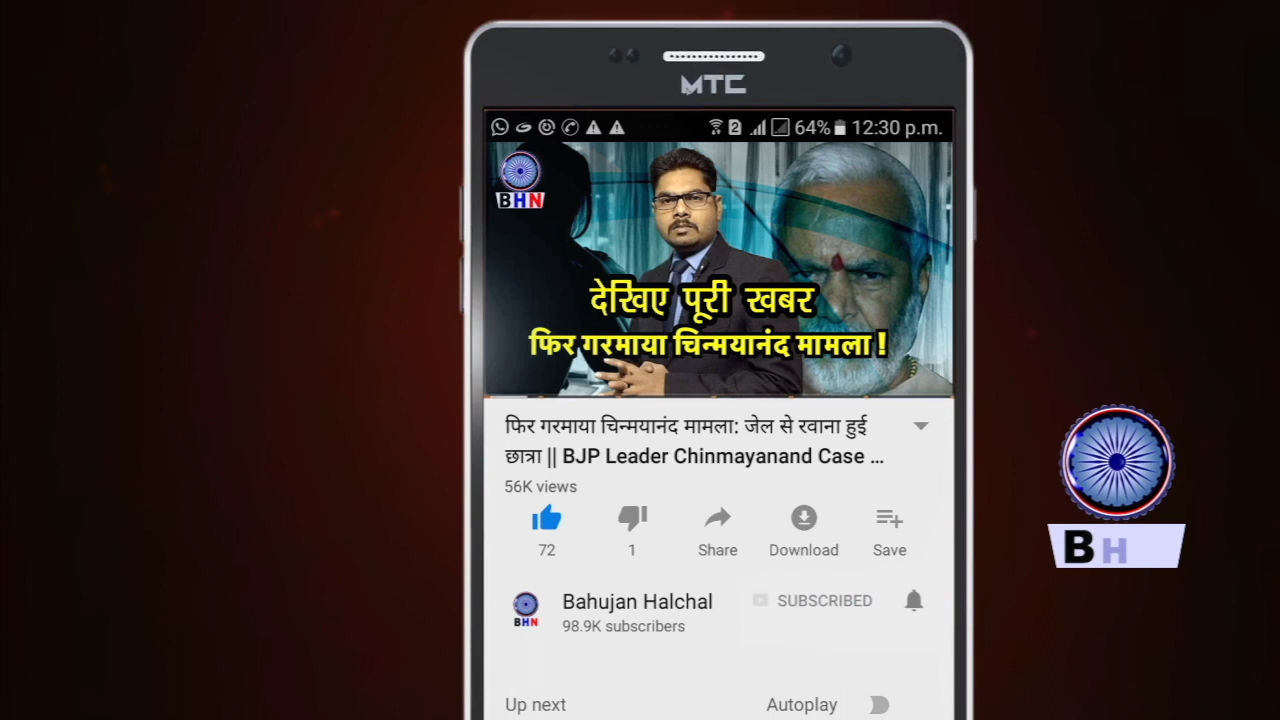 MTC
2 64% 12:30 p.m.
BHN
देखिए पूरी खबर
फिर गरमाया चिन्मयानंद मामला !
फिर गरमाया चिन्मयानंद मामला: जेल से रवाना हुई
छात्रा || BJP Leader Chinmayanand Case ...
56K views
72 1 Share Download Save
Bahujan Halchal SUBSCRIBED
98.9K subscribers
BHN
Up next Autoplay
BH